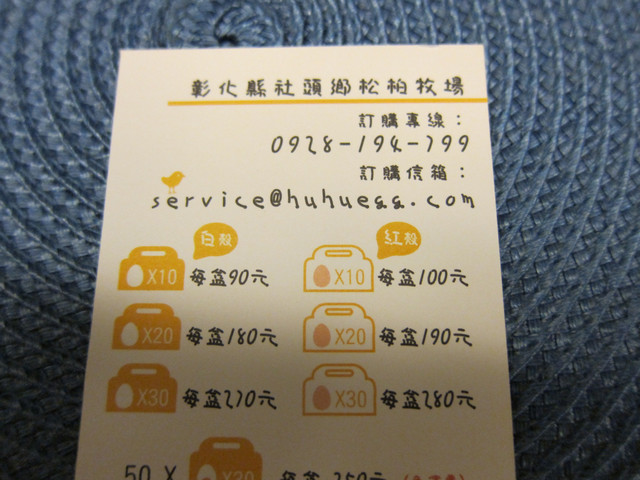 彰化縣社頭鄉松柏牧場
訂購專線：
0928-194-799
訂購信箱：
service@huhuegg.com
白殼 紅殼
X10 每盒90元 X10 每盒100元
X20 每盒180元 X20 每盒190元
X30 每盒270元 X30 每盒280元
50 X